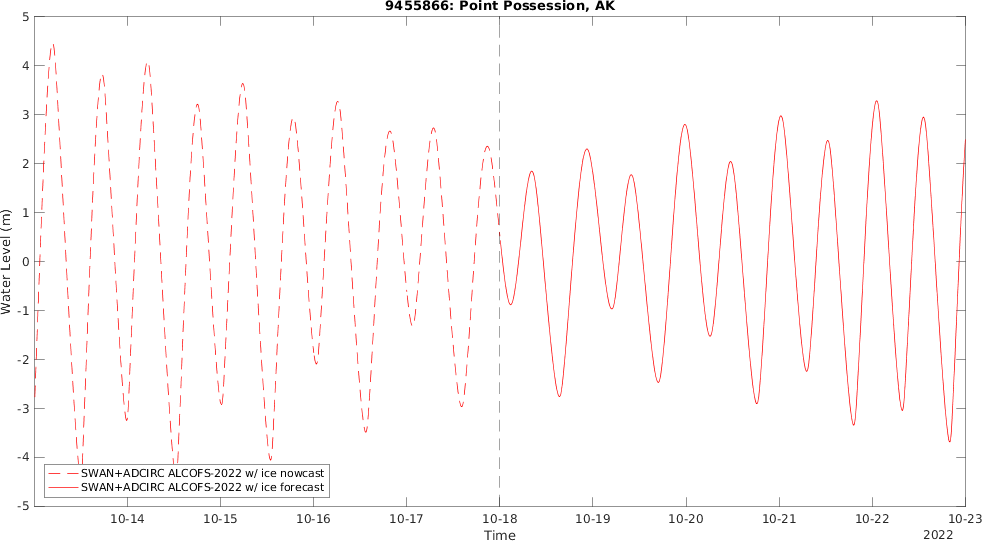 9455866: Point Possession, AK
Water Level (m)
5
4
3
2
1
0
-1
-2
-3
-4
-5
SWAN+ADCIRC ALCOFS-2022 w/ ice nowcast
SWAN+ADCIRC ALCOFS-2022 w/ ice forecast
10-14 10-15 10-16 10-17 10-18 10-19 10-20 10-21 10-22 10-23
Time
2022